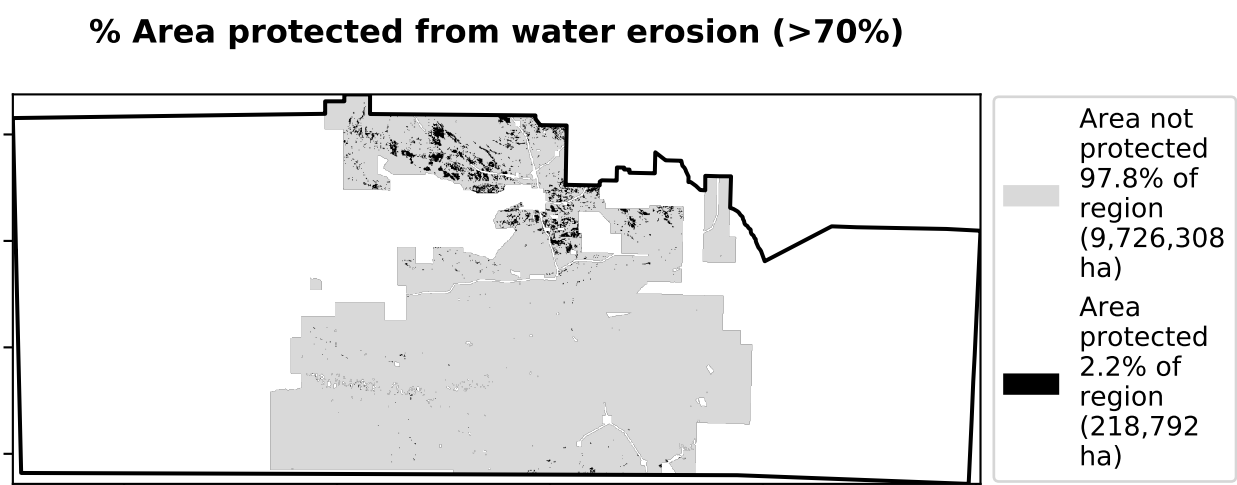 % Area protected from water erosion (>70%)
Area not
protected
97.8% of
region
(9,726,308
ha)
Area
protected
2.2% of
region
(218,792
ha)